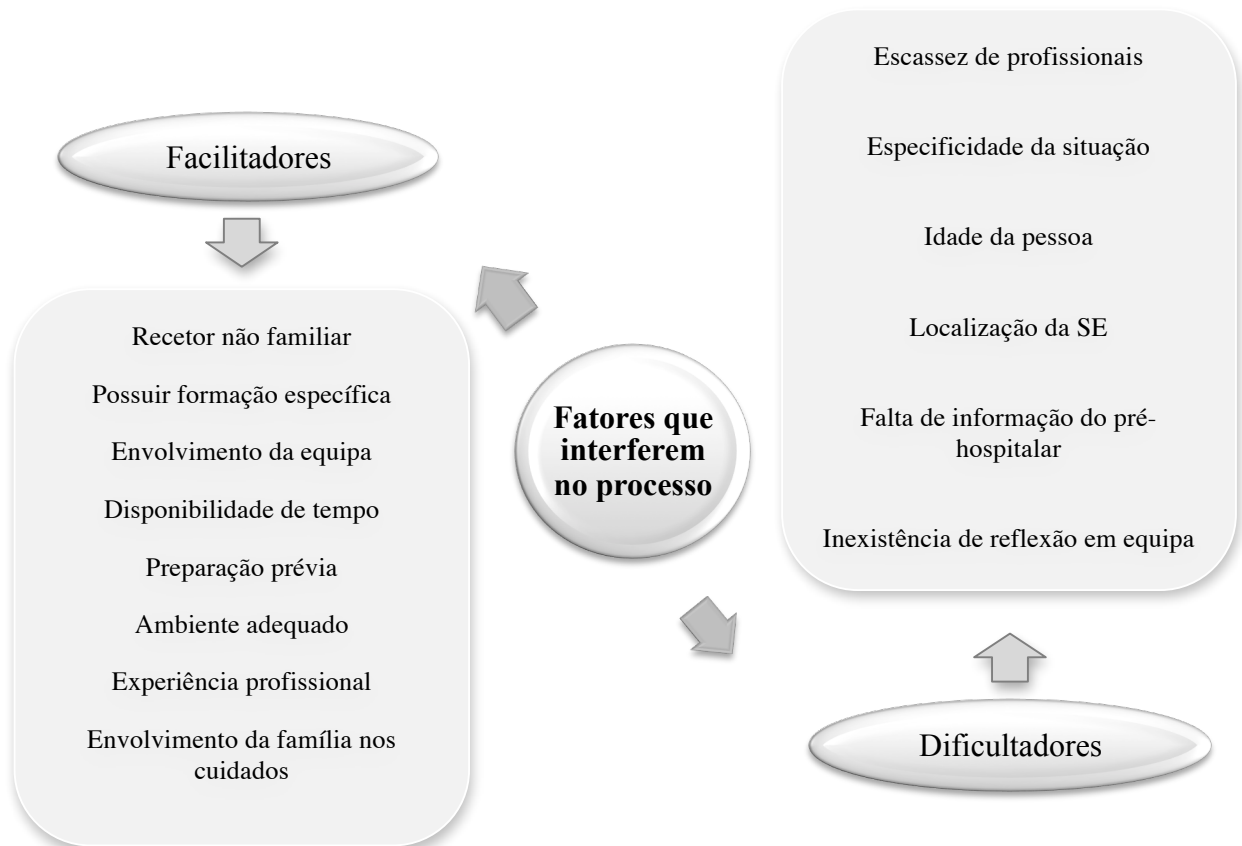 Facilitadores
Recetor não familiar
Possuir formação específica
Envolvimento da equipa
Disponibilidade de tempo
Preparação prévia
Ambiente adequado
Experiência profissional
Envolvimento da família nos
cuidados
Fatores que
interferem
no processo
Escassez de profissionais
Especificidade da situação
Idade da pessoa
Localização da SE
Falta de informação do pré-
hospitalar
Inexistência de reflexão em equipa
Dificultadores